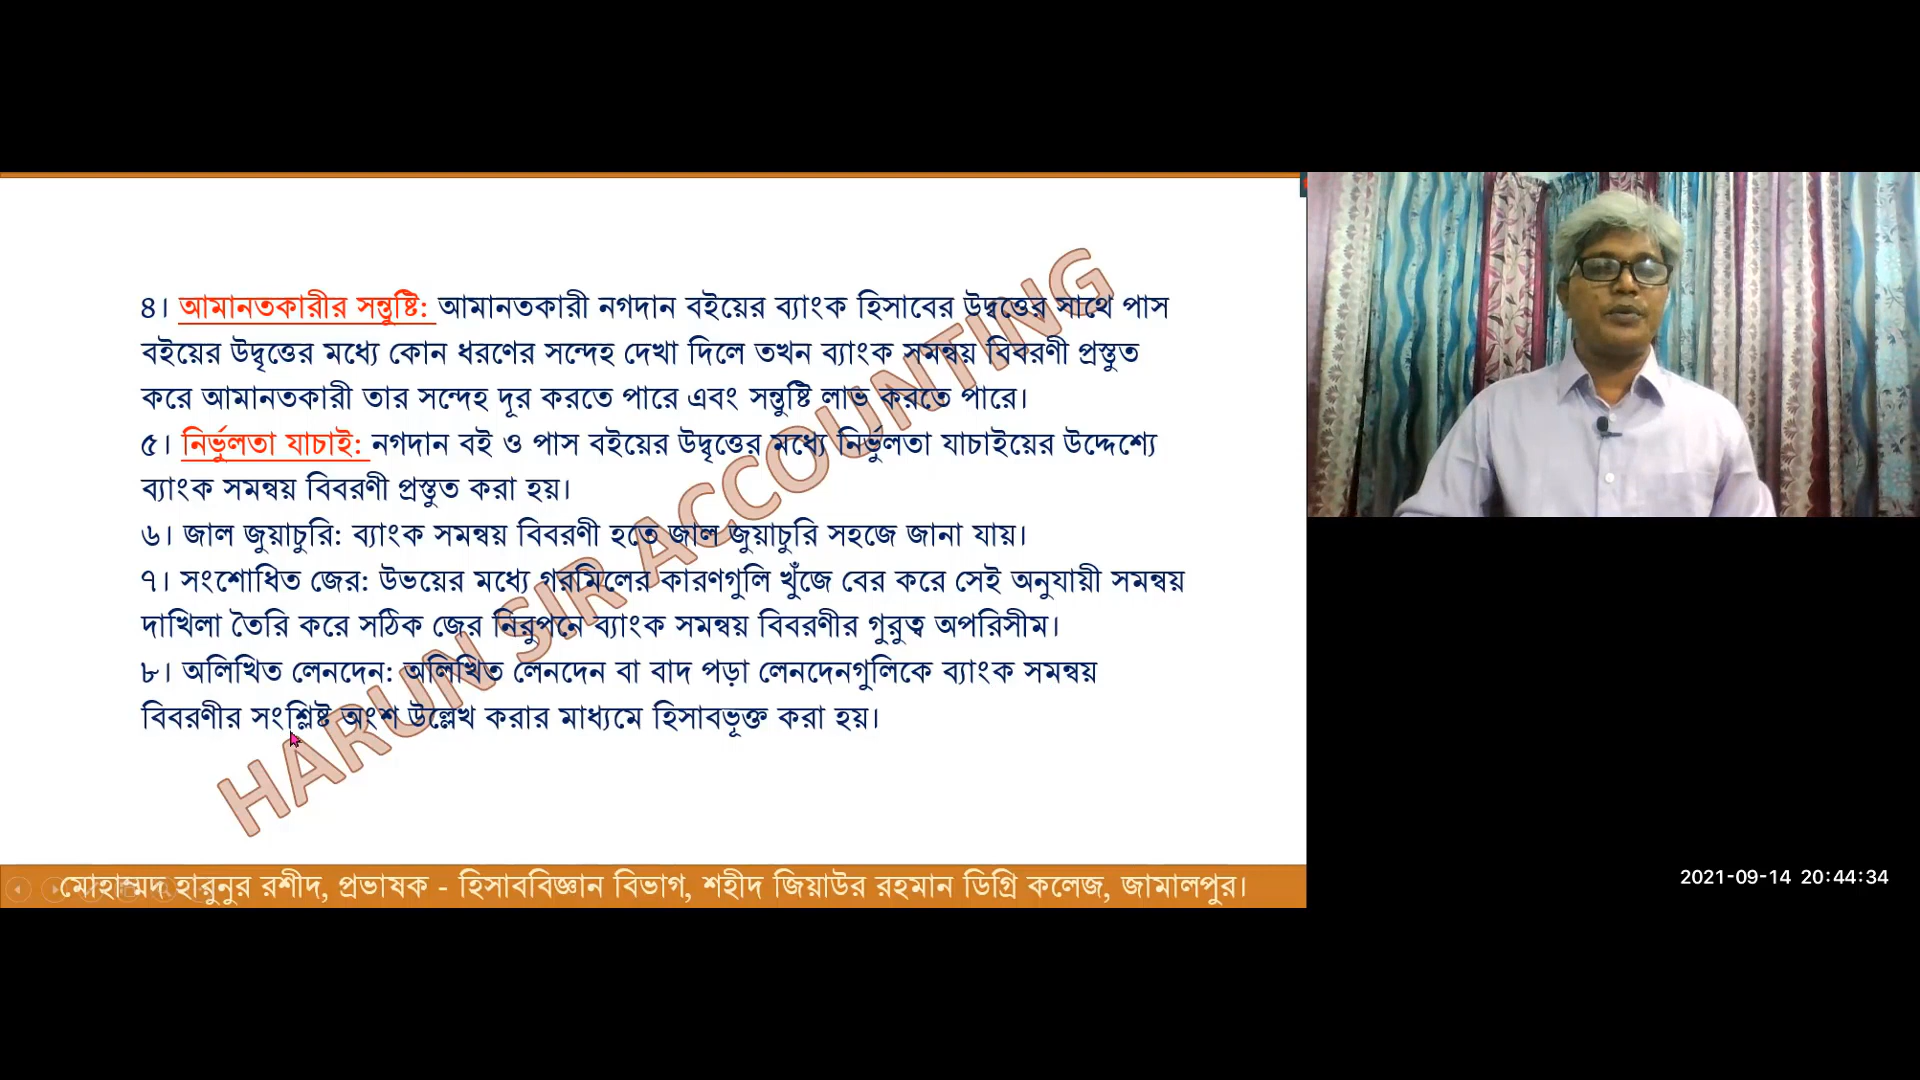 ৪। আমানতকারীর সন্তুষ্টি: আমানতকারী নগদান বইয়ের ব্যাংক হিসাবের উদ্বৃত্তের সাথে পাস
বইয়ের উদ্বৃত্তের মধ্যে কোন ধরণের সন্দেহ দেখা দিলে তখন ব্যাংক সমন্বয় বিবরণী প্রস্তুত
করে আমানতকারী তার সন্দেহ দূর করতে পারে এবং সন্তুষ্টি লাভ করতে পারে।
৫। নির্ভুলতা যাচাই: নগদান বই ও পাস বইয়ের উদ্বৃত্তের মধ্যে নির্ভুলতা যাচাইয়ের উদ্দেশ্যে
ব্যাংক সমন্বয় বিবরণী প্রস্তুত করা হয়।
৬। জাল জুয়াচুরি: ব্যাংক সমন্বয় বিবরণী হতে জাল জুয়াচুরি সহজে জানা যায়।
৭। সংশোধিত জের: উভয়ের মধ্যে গরমিলের কারণগুলি খুঁজে বের করে সেই অনুযায়ী সমন্বয়
দাখিলা তৈরি করে সঠিক জের নিরুপনে ব্যাংক সমন্বয় বিবরণীর গুরুত্ব অপরিসীম।
৮। অলিখিত লেনদেন: অলিখিত লেনদেন বা বাদ পড়া লেনদেনগুলিকে ব্যাংক সমন্বয়
বিবরণীর সংশ্লিষ্ট অংশ উল্লেখ করার মাধ্যমে হিসাবভূক্ত করা হয়।
HARUN SIR ACCOUNTING
মোহাম্মদ হারুনুর রশীদ, প্রভাষক - হিসাববিজ্ঞান বিভাগ, শহীদ জিয়াউর রহমান ডিগ্রি কলেজ, জামালপুর।
2021-09-14 20:44:34